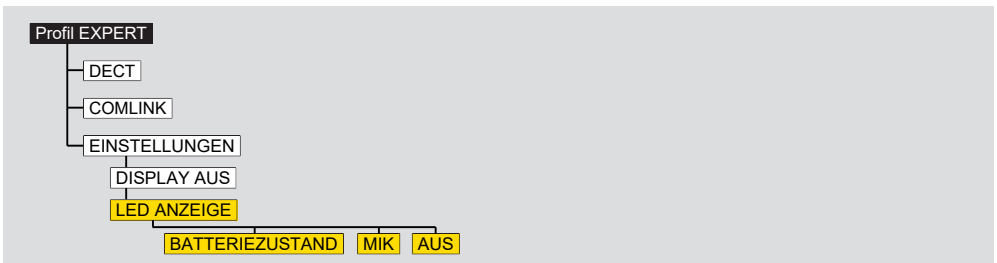 Profil EXPERT
DECT
COMLINK
EINSTELLUNGEN
DISPLAY AUS
LED ANZEIGE
BATTERIEZUSTAND MIK AUS